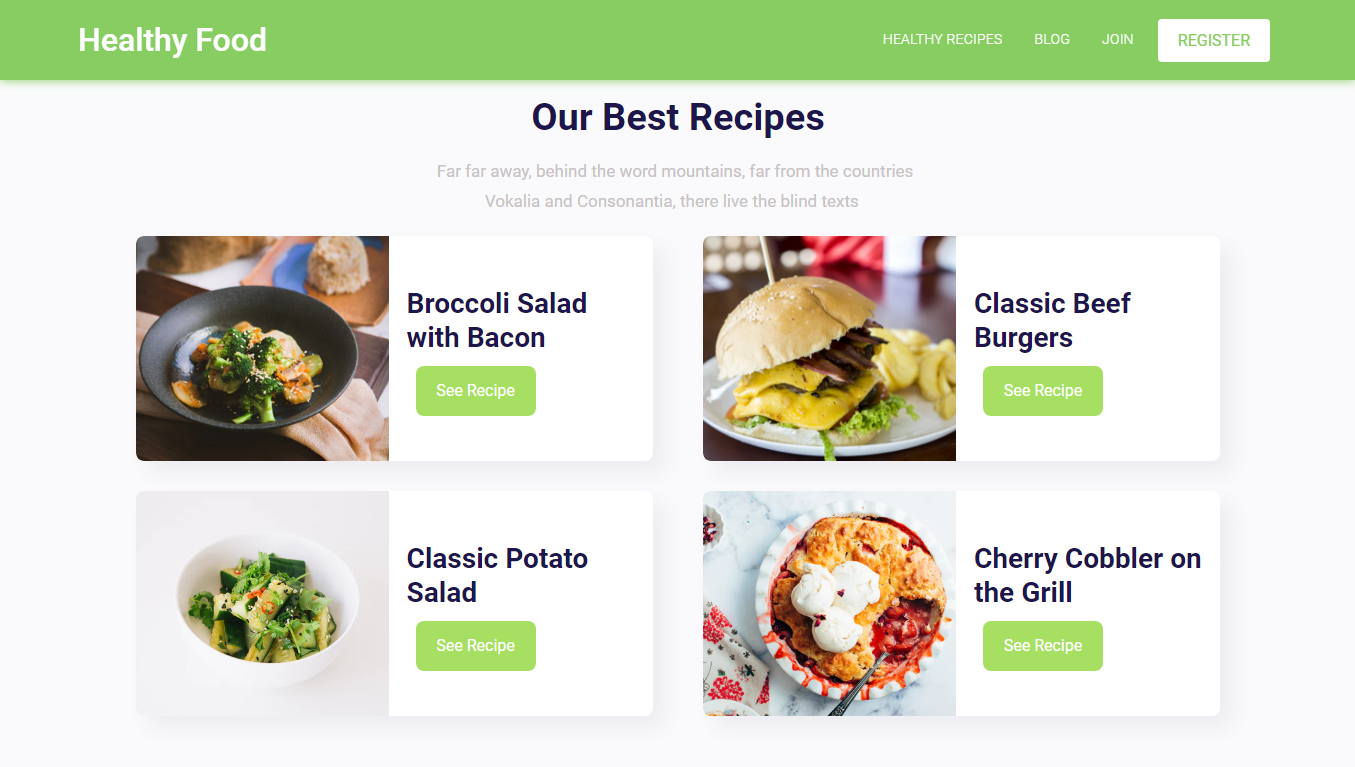 Healthy Food
HEALTHY RECIPES
BLOG
JOIN
REGISTER
Our Best Recipes
Far far away, behind the word mountains, far from the countries
Vokalia and Consonantia, there live the blind texts
Broccoli Salad
with Bacon
See Recipe
Classic Beef
Burgers
See Recipe
Classic Potato
Salad
See Recipe
Cherry Cobbler on
the Grill
See Recipe